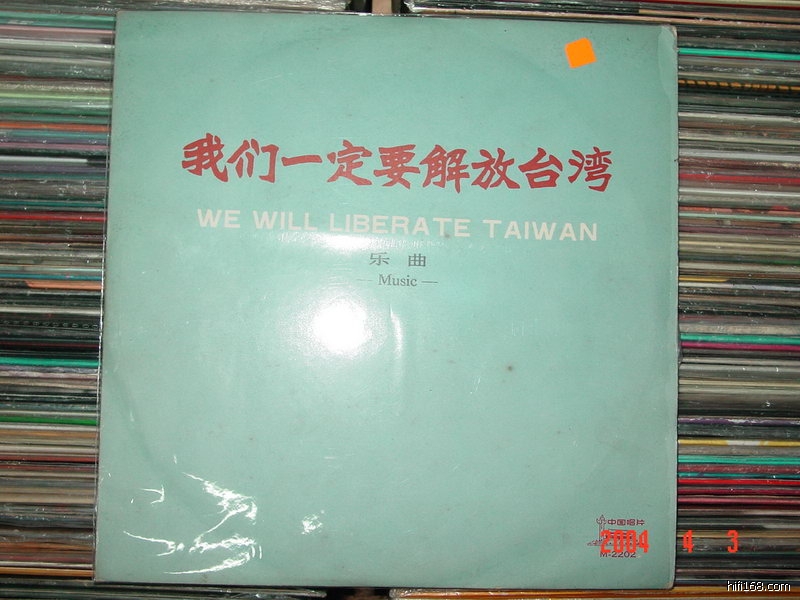 我们一定要解放台湾
WE WILL LIBERATE TAIWAN
乐曲
— Music —
中国唱片
M-2202
2004 4 3
hifi168.com